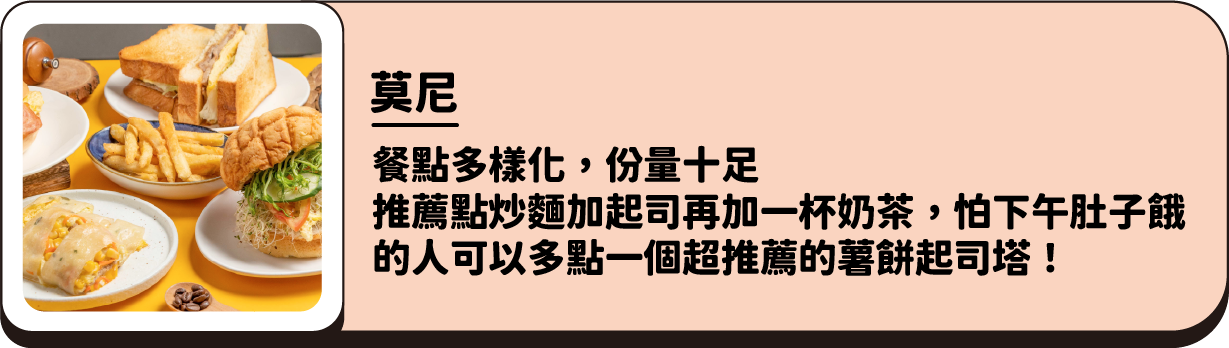 莫尼
餐點多樣化，份量十足
推薦點炒麵加起司再加一杯奶茶，怕下午肚子餓
的人可以多點一個超推薦的薯餅起司塔！